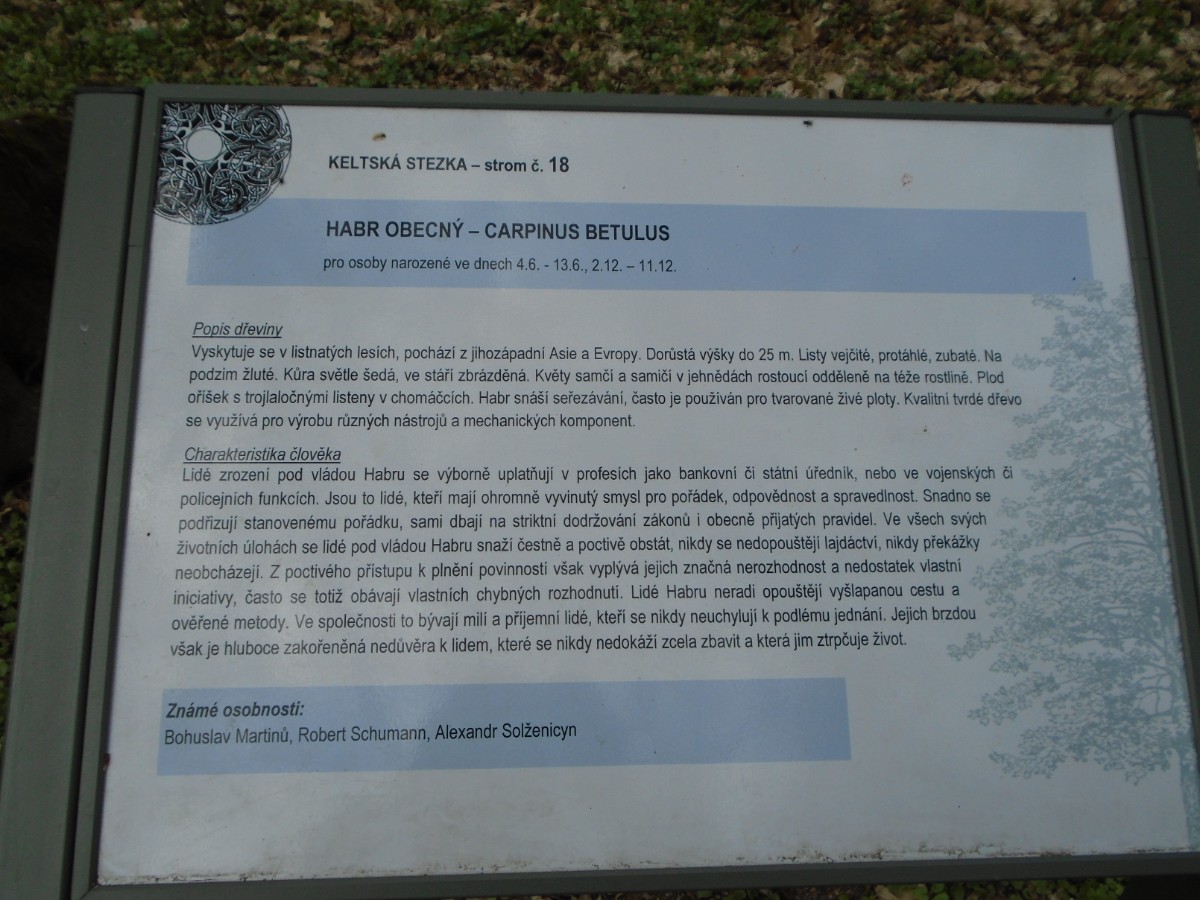 KELTSKÁ STEZKA – strom č. 18
HABR OBECNÝ – CARPINUS BETULUS
pro osoby narozené ve dnech 4.6. - 13.6., 2.12. – 11.12.
Popis dřeviny
Vyskytuje se v listnatých lesích, pochází z jihozápadní Asie a Evropy. Dorůstá výšky do 25 m. Listy vejčité, protáhlé, zubaté. Na
podzim žluté. Kůra světle šedá, ve stáří zbrázděná. Květy samčí a samičí v jehnědách rostoucí odděleně na téže rostlině. Plod
oříšek s trojlaločnými listeny v chomáčcích. Habr snáší seřezávání, často je používán pro tvarované živé ploty. Kvalitní tvrdé dřevo
se využívá pro výrobu různých nástrojů a mechanických komponent.
Charakteristika člověka
Lidé zrození pod vládou Habru se výborně uplatňují v profesích jako bankovní či státní úředník, nebo ve vojenských či
policejních funkcích. Jsou to lidé, kteří mají ohromně vyvinutý smysl pro pořádek, odpovědnost a spravedlnost. Snadno se
podřizují stanovenému pořádku, sami dbají na striktní dodržování zákonů i obecně přijatých pravidel. Ve všech svých
životních úlohách se lidé pod vládou Habru snaží čestně a poctivě obstát, nikdy se nedopouštějí lajdáctví, nikdy překážky
neobcházejí. Z poctivého přístupu k plnění povinností však vyplývá jejich značná nerozhodnost a nedostatek vlastní
iniciativy, často se totiž obávají vlastních chybných rozhodnutí. Lidé Habru neradi opouštějí vyšlapanou cestu a
ověřené metody. Ve společnosti to bývají milí a příjemní lidé, kteří se nikdy neuchylují k podlému jednání. Jejich brzdou
však je hluboce zakořeněná nedůvěra k lidem, které se nikdy nedokáží zcela zbavit a která jim ztrpčuje život.
Známé osobnosti:
Bohuslav Martinů, Robert Schumann, Alexandr Solženicyn